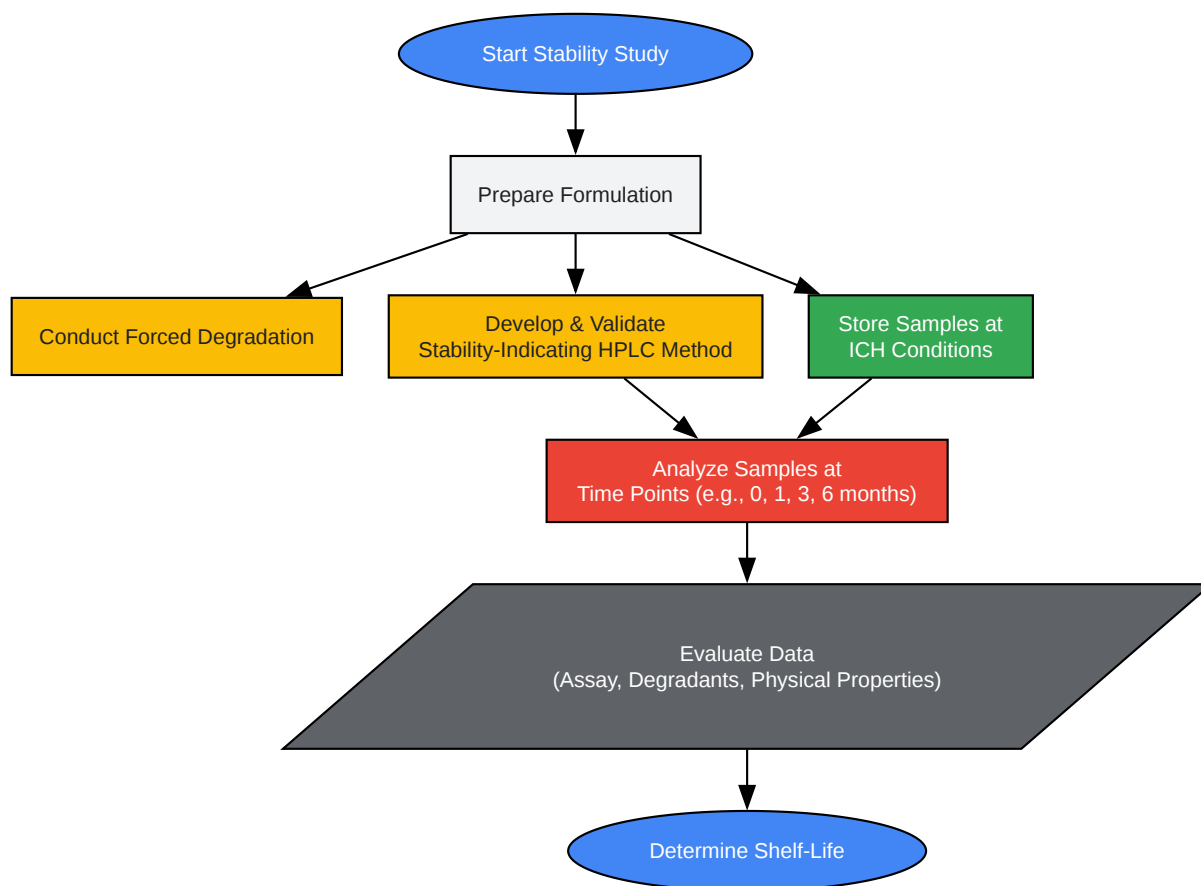 Start Stability Study
Prepare Formulation
Conduct Forced Degradation
Develop & Validate
Stability-Indicating HPLC Method
Store Samples at
ICH Conditions
Analyze Samples at
Time Points (e.g., 0, 1, 3, 6 months)
Evaluate Data
(Assay, Degradants, Physical Properties)
Determine Shelf-Life